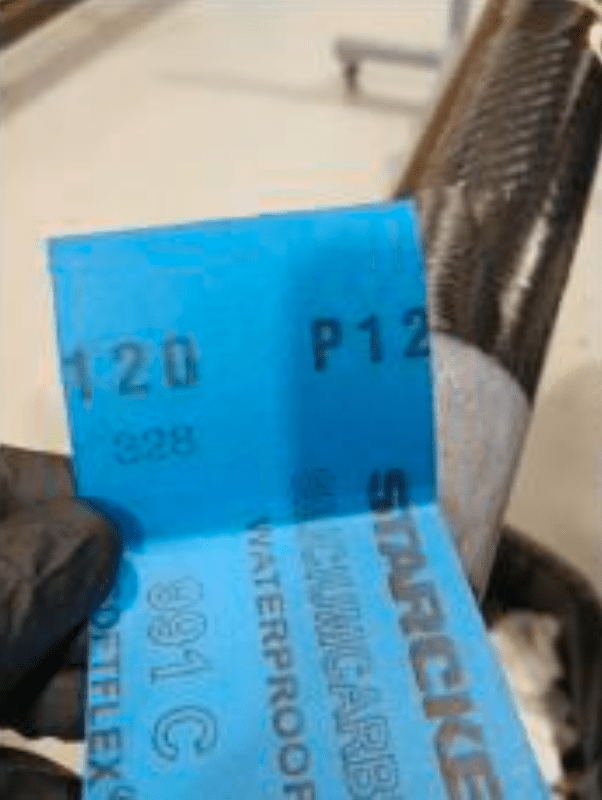 120 P12
328
STARCKE
WATERPROOF
991 C